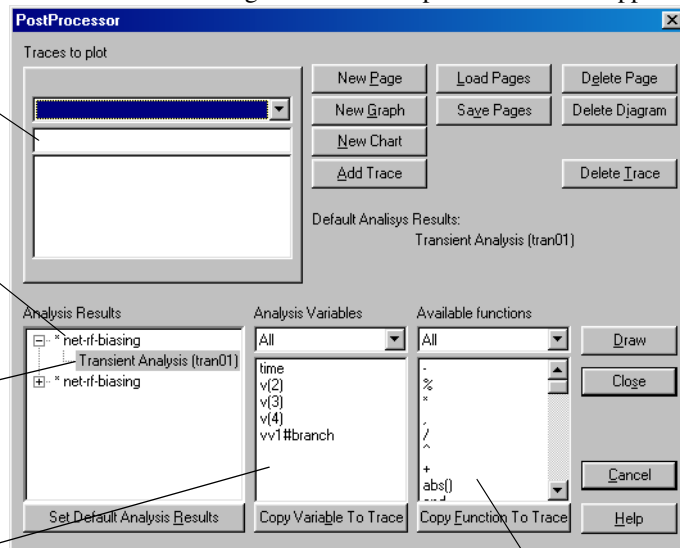 PostProcessor
Traces to plot
New Page
Load Pages
Delete Page
New Graph
Save Pages
Delete Diagram
New Chart
Add Trace
Delete Trace
Default Analisys Results:
Transient Analysis (tran01)
Analysis Results
Analysis Variables
Available functions
* net-rf-biasing
Transient Analysis (tran01)
* net-rf-biasing
All
time
v(2)
v(3)
v(4)
vv1#branch
All
-
%
*
,
/
^
+
abs()
Draw
Close
Cancel
Help
Set Default Analysis Results
Copy Variable To Trace
Copy Function To Trace